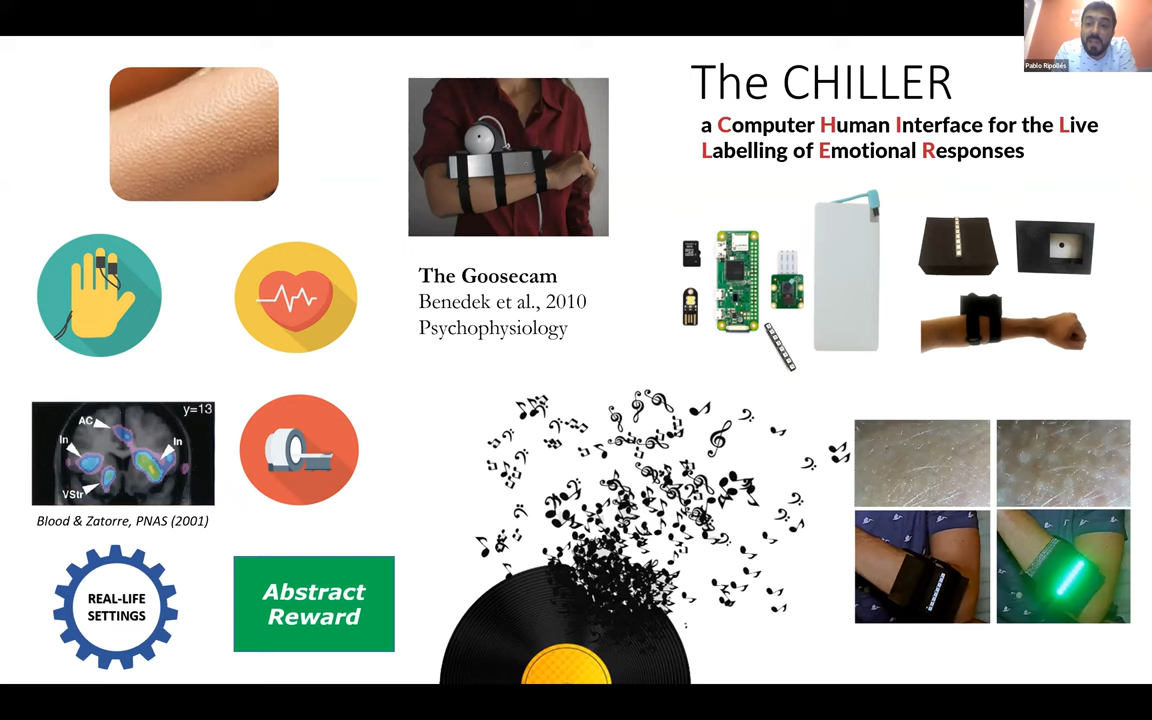 Pablo Ripollés
The CHILLER
a Computer Human Interface for the Live
Labelling of Emotional Responses
The Goosecam
Benedek et al., 2010
Psychophysiology
y=13
AC
In
In
VStr
Blood & Zatorre, PNAS (2001)
REAL-LIFE
SETTINGS
Abstract
Reward